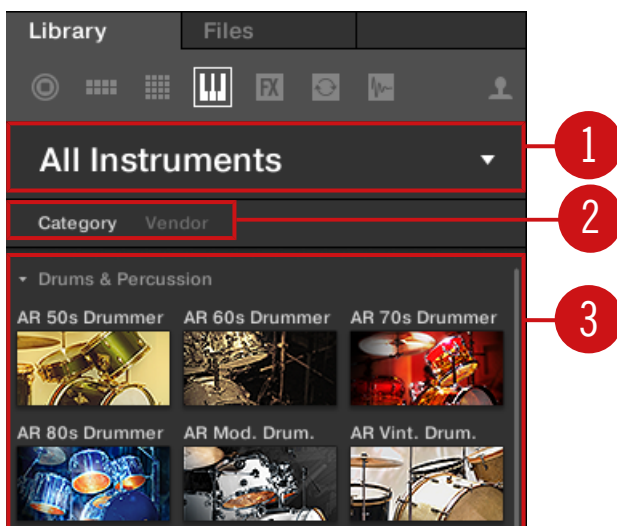 Library Files
FX
All Instruments
1
Category Vendor
2
Drums & Percussion
AR 50s Drummer AR 60s Drummer AR 70s Drummer
3
AR 80s Drummer AR Mod. Drum. AR Vint. Drum.